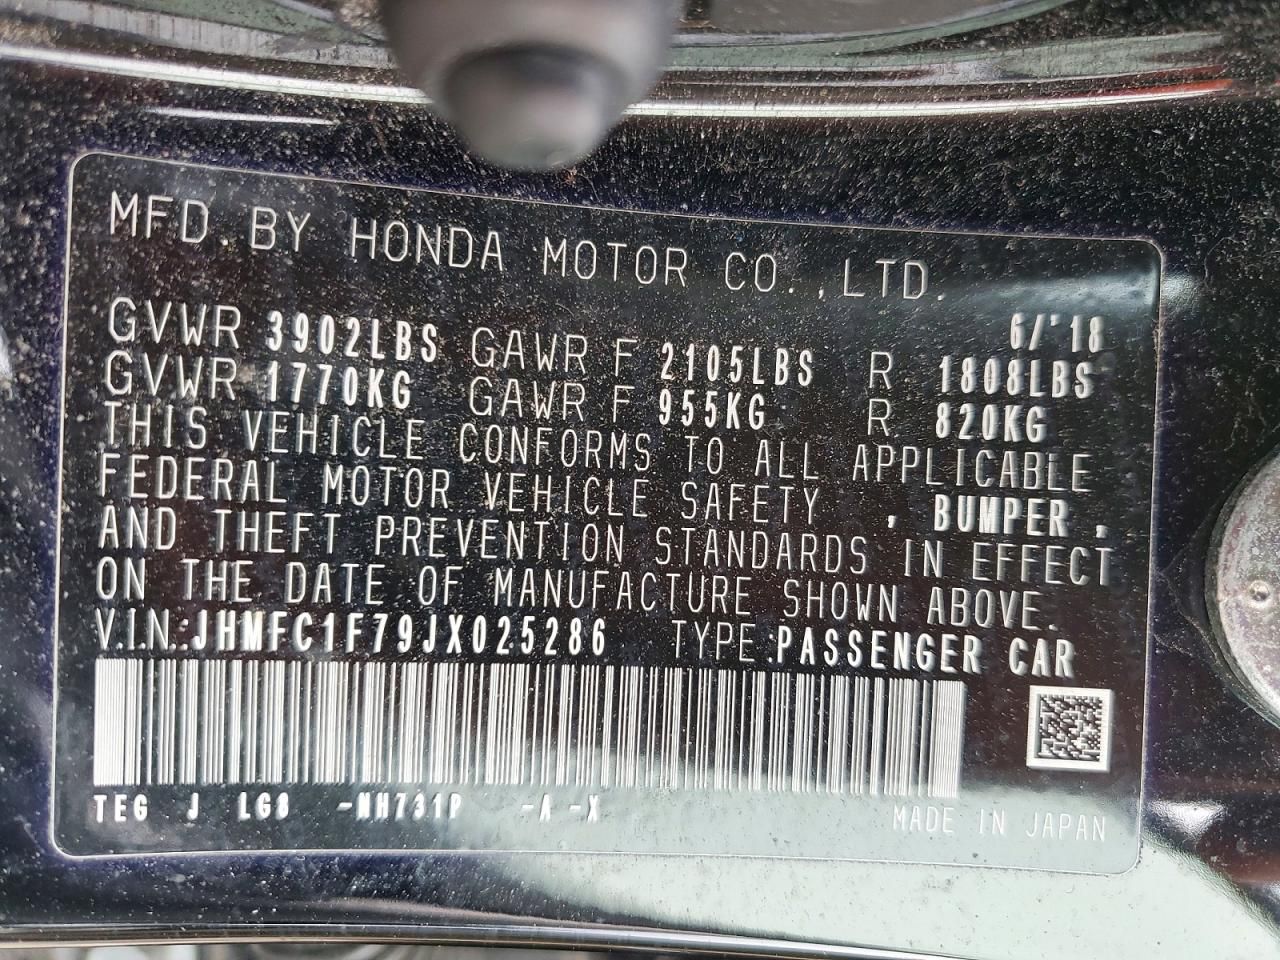 MFD. BY HONDA MOTOR CO., LTD.
6/'18
GVWR 3902LBS GAWR F 2105LBS R 1808LBS
GVWR 1770KG GAWR F 955KG R 820KG
THIS VEHICLE CONFORMS TO ALL APPLICABLE
FEDERAL MOTOR VEHICLE SAFETY , BUMPER ,
AND THEFT PREVENTION STANDARDS IN EFFECT
ON THE DATE OF MANUFACTURE SHOWN ABOVE.
V.I.N.:JHMFC1F79JX025286 TYPE:PASSENGER CAR
TEG J LG8 -NH731P -A -X
MADE IN JAPAN